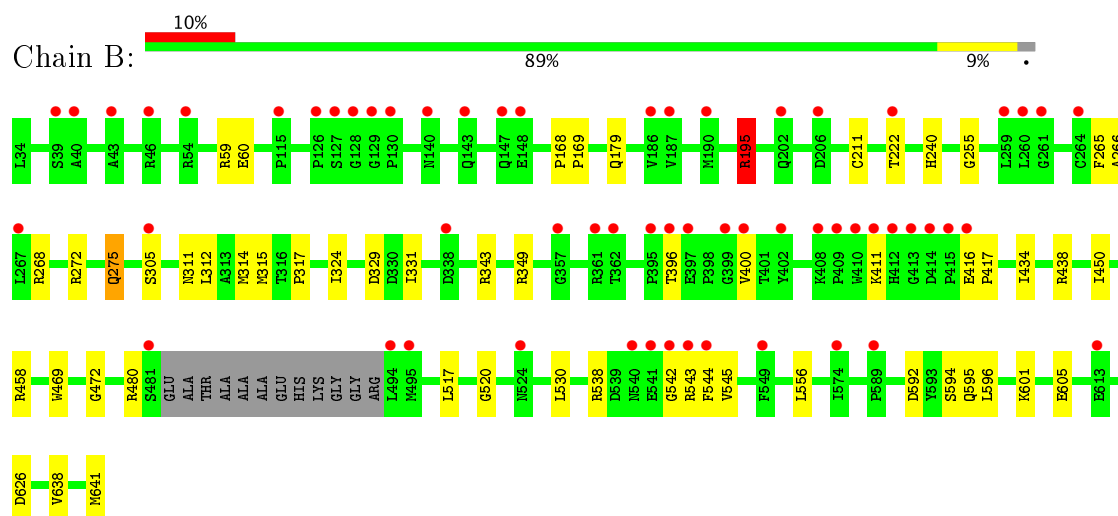 10%
Chain B:
89%
9%
L34 S39 A40 A43 R46 R54 R59 E60 P115 P126 S127 G128 G129 P130 N140 Q143 Q147 E148 P168 P169 Q179 V186 V187 M190 R195 Q202 D206 C211 T222 H240 G255 L259 L260 G261 C264 F265 A266
L267 R268 R272 Q275 S305 N311 L312 A313 M314 M315 T316 P317 I324 D329 D330 I331 D338 R343 R349 G357 R361 T362 P395 T396 E397 P398 G399 V400 T401 Y402 K408 P409 W410 K411 H412 G413 D414 P415 E416 P417 I434 R438 I450
R458 W469 G472 R480 S481 GLU ALA THR ALA ALA ALA GLU HIS LYS GLY GLY ARG L494 M495 L517 G520 N524 L530 R538 D539 N540 E541 G542 R543 F544 V545 F549 L556 I574 P589 D592 Y593 S594 Q595 L596 K601 E605 E613
D626 V638 M641